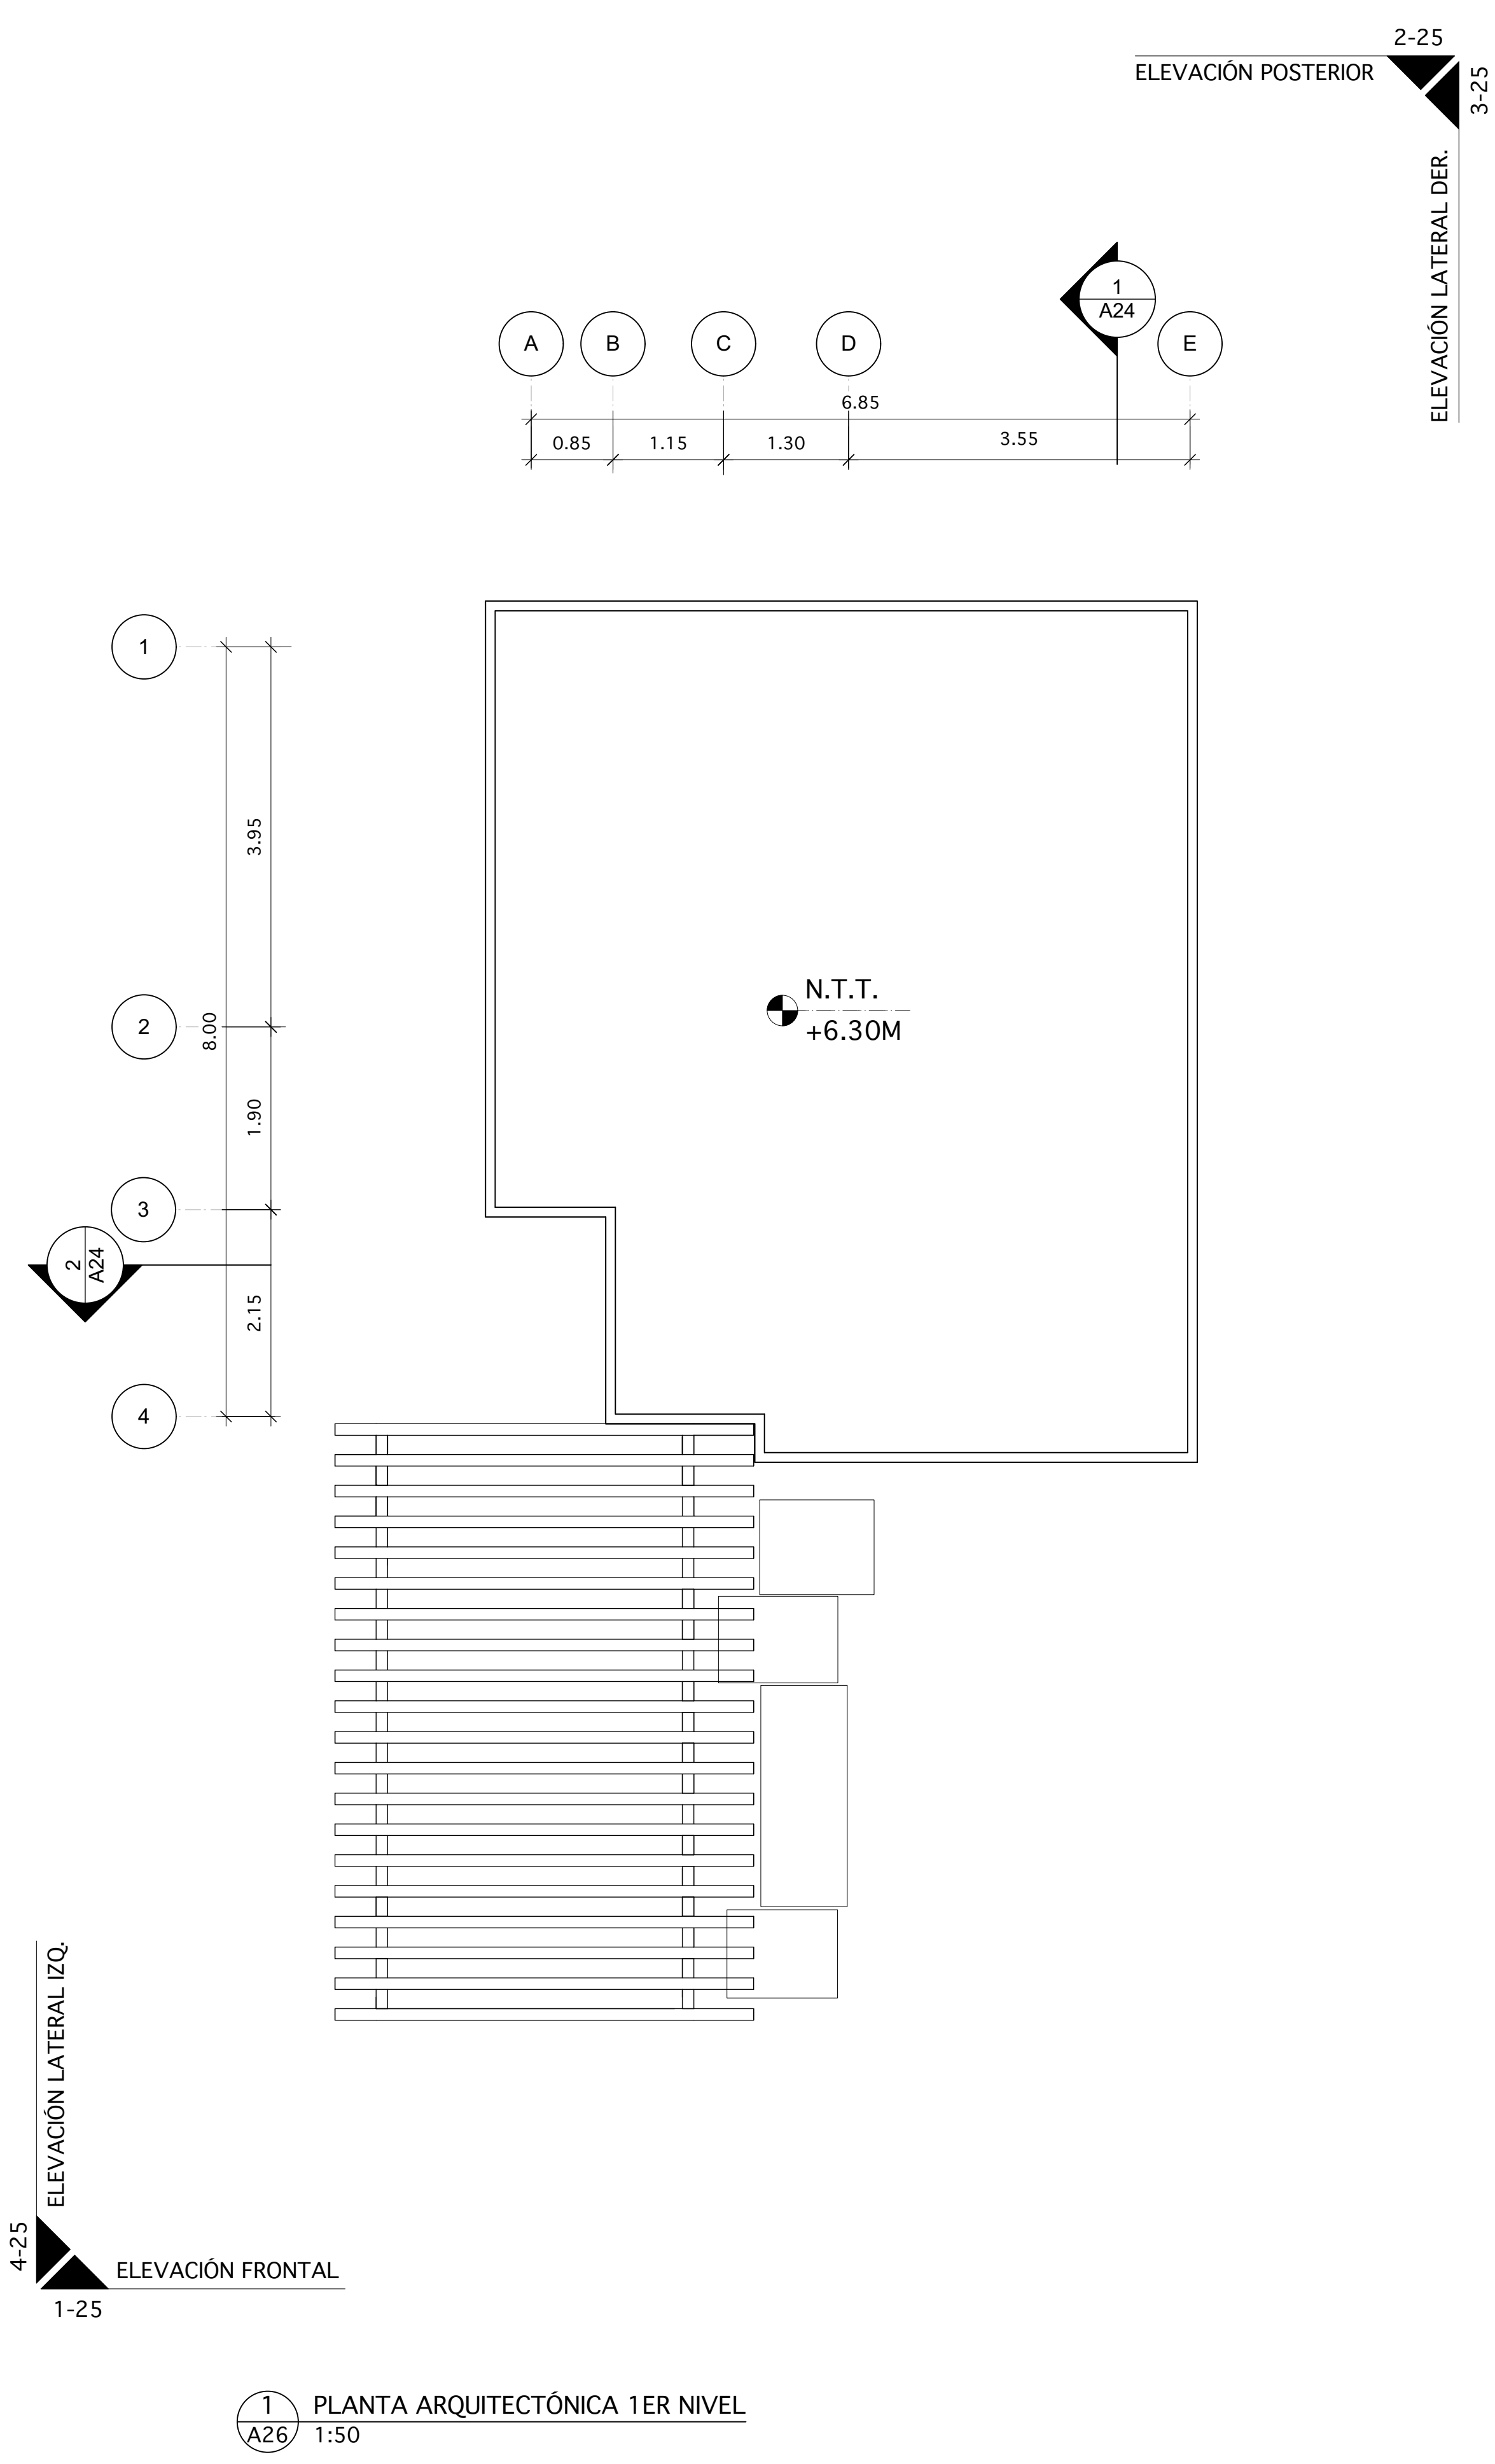 2-25
ELEVACIÓN POSTERIOR
3-25
ELEVACIÓN LATERAL DER.
1
A24
A
B
C
D
E
6.85
0.85
1.15
1.30
3.55
1
3.95
N.T.T.
+6.30M
2
8.00
1.90
3
2
A24
2.15
4
ELEVACIÓN LATERAL IZQ.
4-25
ELEVACIÓN FRONTAL
1-25
1
A26
PLANTA ARQUITECTÓNICA 1ER NIVEL
1:50